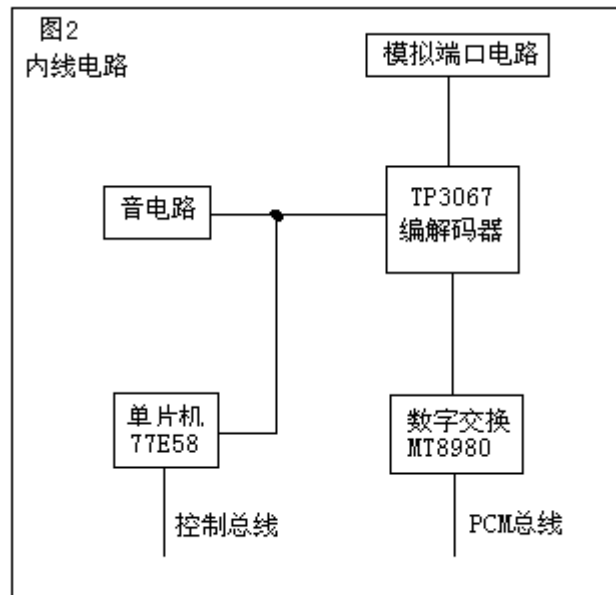 图2
内线电路
模拟端口电路
音电路
TP3067
编解码器
单片机
77E58
数字交换
MT8980
控制总线
PCM总线